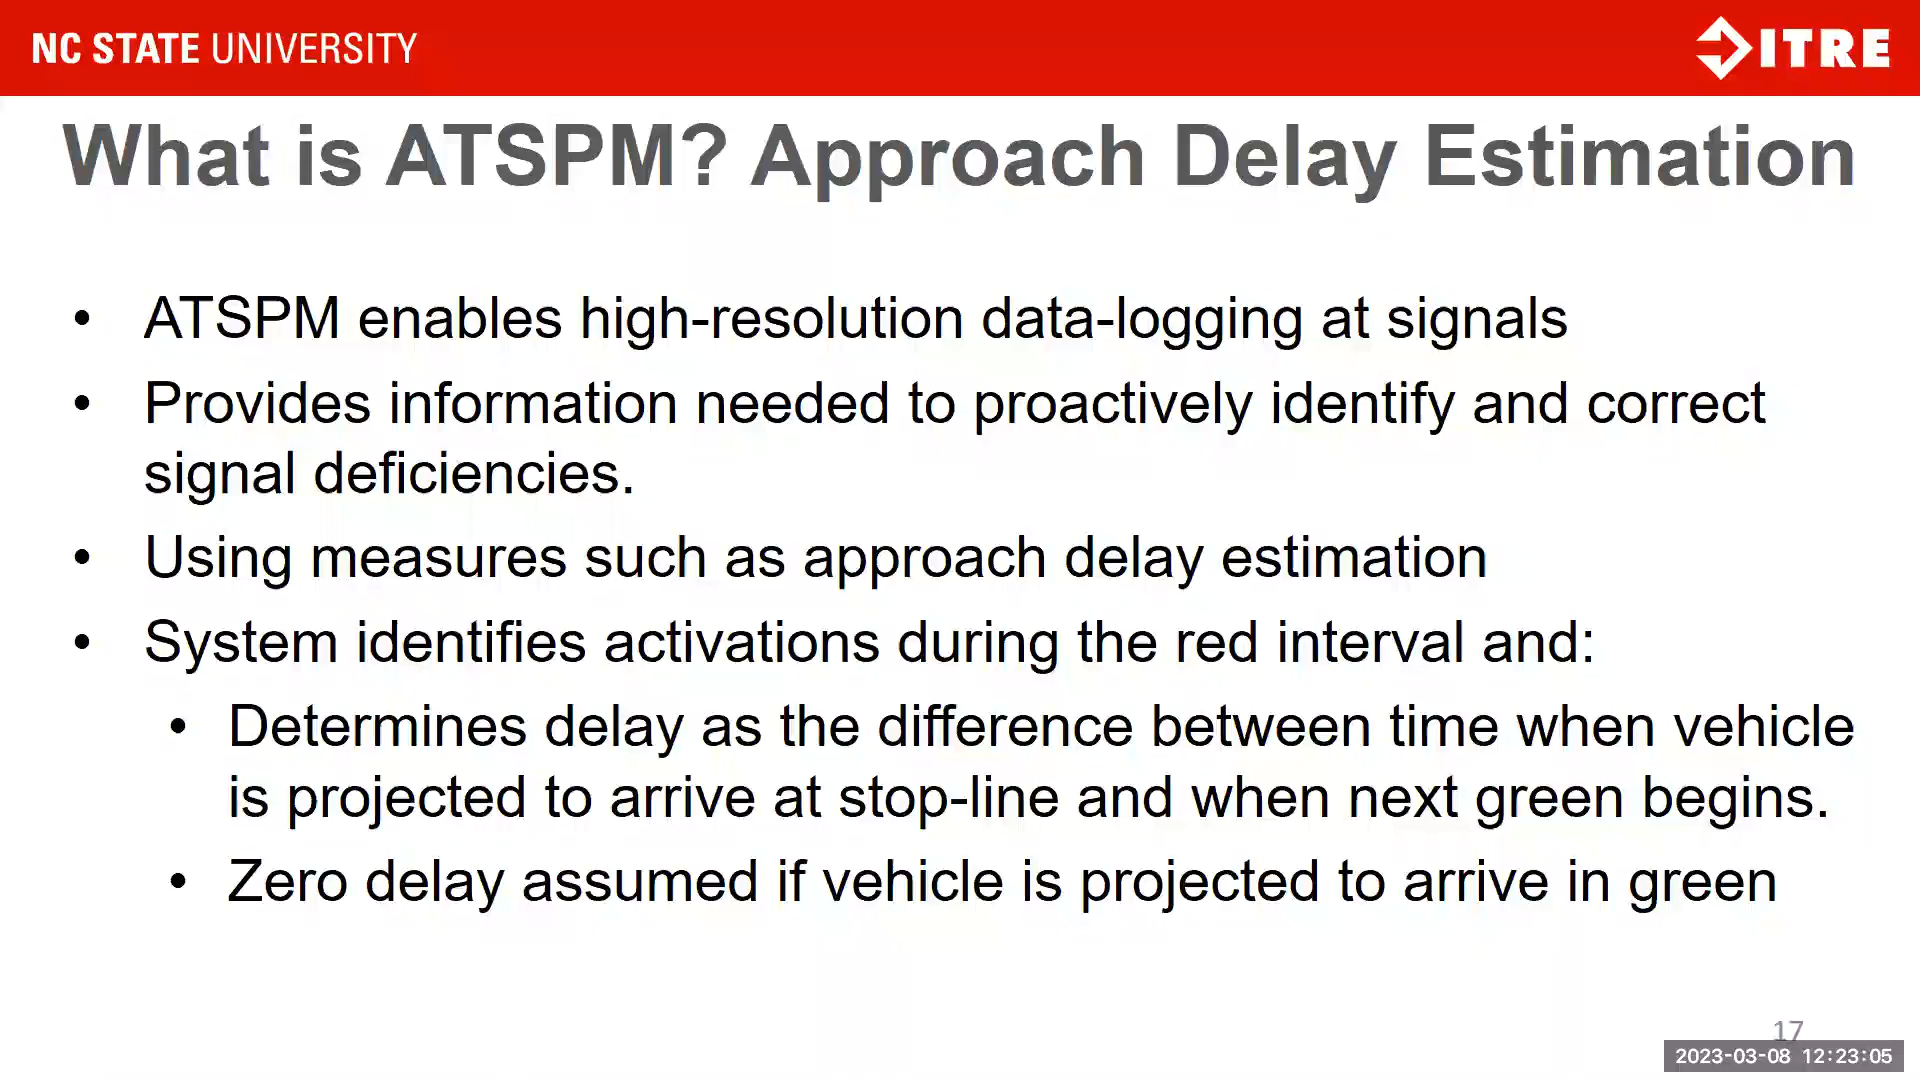 NC STATE UNIVERSITY
ITRE
What is ATSPM? Approach Delay Estimation
• ATSPM enables high-resolution data-logging at signals
• Provides information needed to proactively identify and correct
signal deficiencies.
• Using measures such as approach delay estimation
• System identifies activations during the red interval and:
• Determines delay as the difference between time when vehicle
is projected to arrive at stop-line and when next green begins.
• Zero delay assumed if vehicle is projected to arrive in green
17
2023-03-08 12:23:05